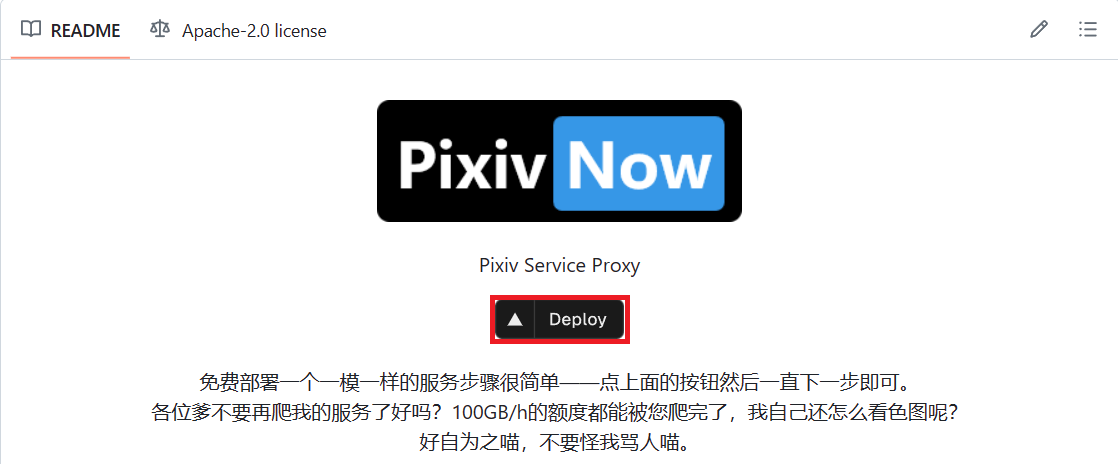 README
Apache-2.0 license
Pixiv Now
Pixiv Service Proxy
Deploy
免费部署一个一模一样的服务步骤很简单——点上面的按钮然后一直下一步即可。
各位爹不要再爬我的服务了好吗？100GB/h的额度都能被您爬完了，我自己还怎么看色图呢？
好自为之喵，不要怪我骂人喵。